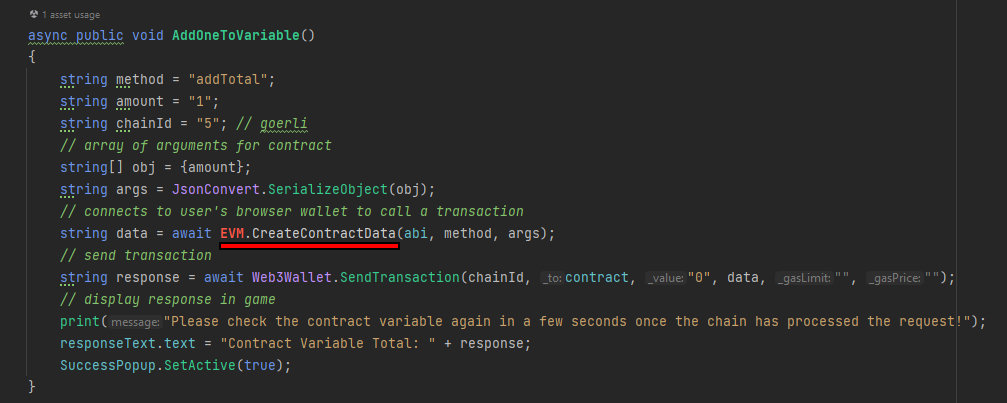 1 asset usage
async public void AddOneToVariable()
{
string method = "addTotal";
string amount = "1";
string chainId = "5"; // goerli
// array of arguments for contract
string[] obj = {amount};
string args = JsonConvert.SerializeObject(obj);
// connects to user's browser wallet to call a transaction
string data = await EVM.CreateContractData(abi, method, args);
// send transaction
string response = await Web3Wallet.SendTransaction(chainId, _to: contract, _value: "0", data, _gasLimit: "", _gasPrice: "");
// display response in game
print(message: "Please check the contract variable again in a few seconds once the chain has processed the request!");
responseText.text = "Contract Variable Total: " + response;
SuccessPopup.SetActive(true);
}